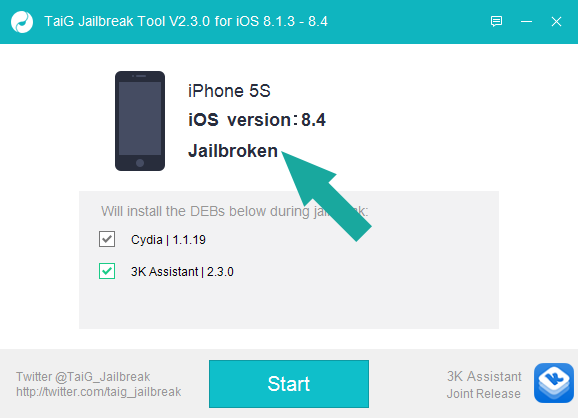 TaiG Jailbreak Tool V2.3.0 for iOS 8.1.3 - 8.4
iPhone 5S
iOS version: 8.4
Jailbroken
Will install the DEBs below during jailbreak:
Cydia | 1.1.19
3K Assistant | 2.3.0
Twitter @TaiG_Jailbreak
http://twitter.com/taig_jailbreak
Start
3K Assistant
Joint Release